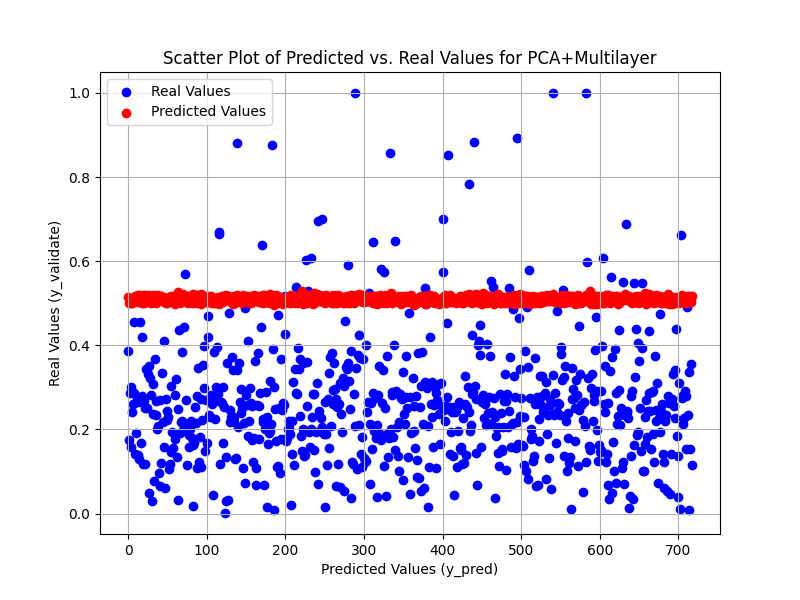 Scatter Plot of Predicted vs. Real Values for PCA+Multilayer
Real Values
Predicted Values
1.0
0.8
0.6
0.4
0.2
0.0
Real Values (y_validate)
0 100 200 300 400 500 600 700
Predicted Values (y_pred)